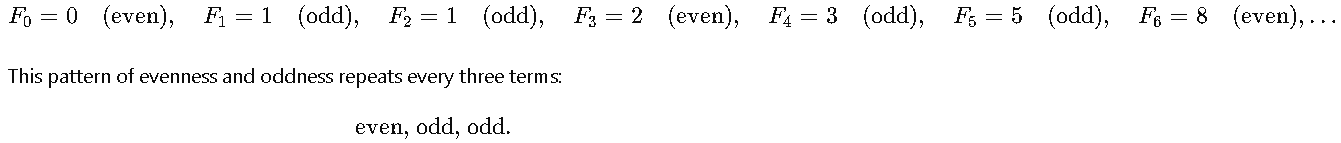 F₀ = 0 (even), F₁ = 1 (odd), F₂ = 1 (odd), F₃ = 2 (even), F₄ = 3 (odd), F₅ = 5 (odd), F₆ = 8 (even), …
This pattern of evenness and oddness repeats every three terms:
even, odd, odd.